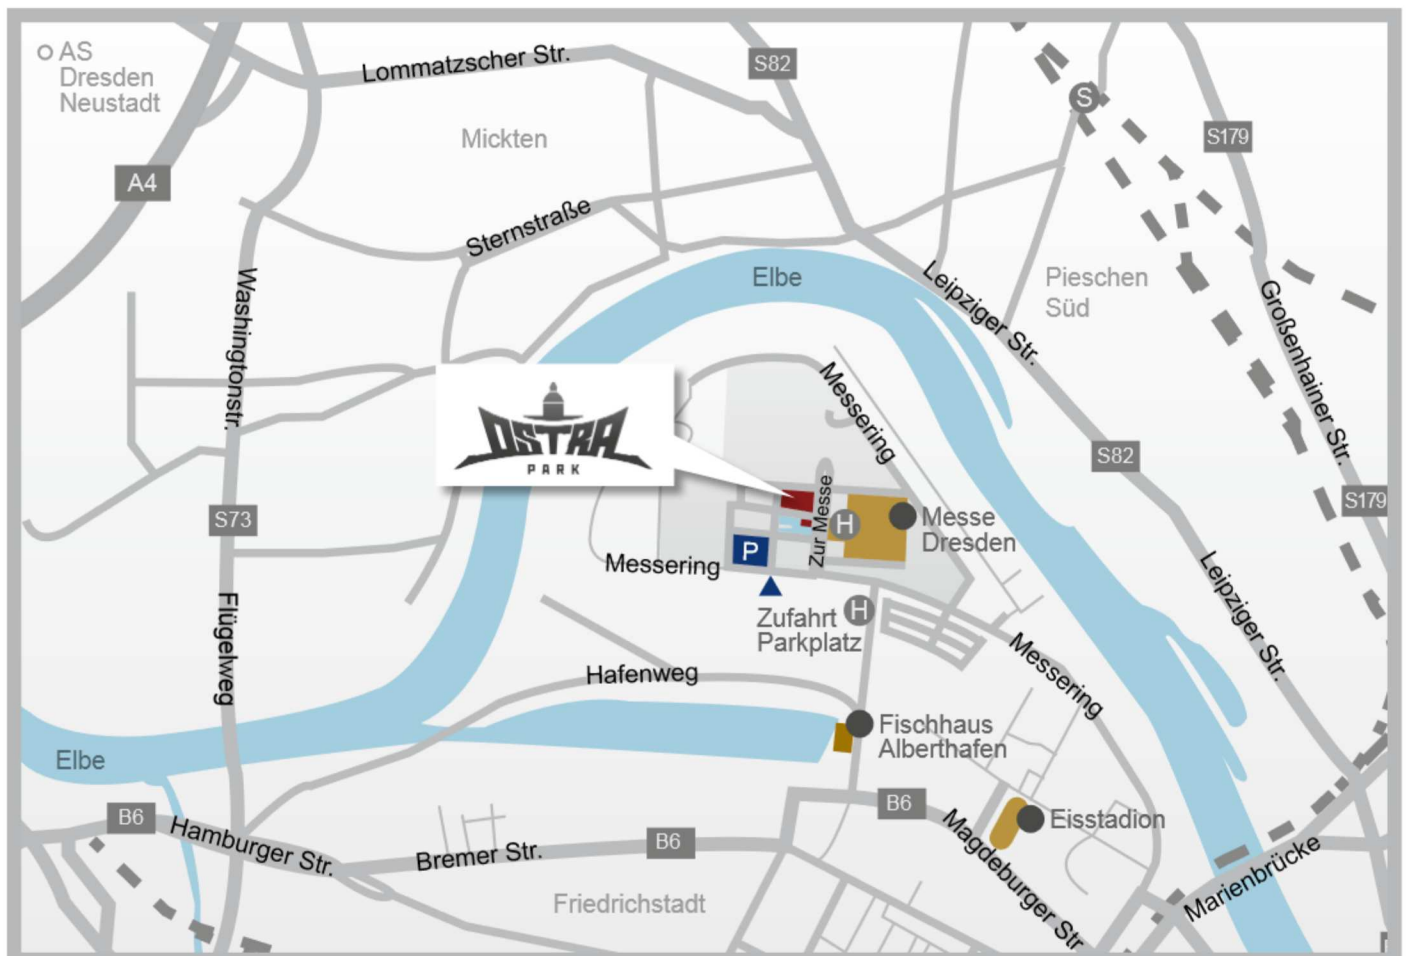 AS
Dresden
Neustadt
Lommatzscher Str.
S82
S
S179
Mickten
A4
Sternstraße
Washingtonstr.
Elbe
Leipziger Str.
Pieschen
Süd
Großenhainer Str.
OSTRA
PARK
Messering
S82
S179
S73
Zur Messe
H
Messe
Dresden
P
Messering
Zufahrt
Parkplatz
H
Leipziger Str.
Flügelweg
Hafenweg
Messering
Fischhaus
Alberthafen
Elbe
B6
B6
Eisstadion
Hamburger Str.
Bremer Str.
B6
Magdeburger Str.
Marienbrücke
Friedrichstadt